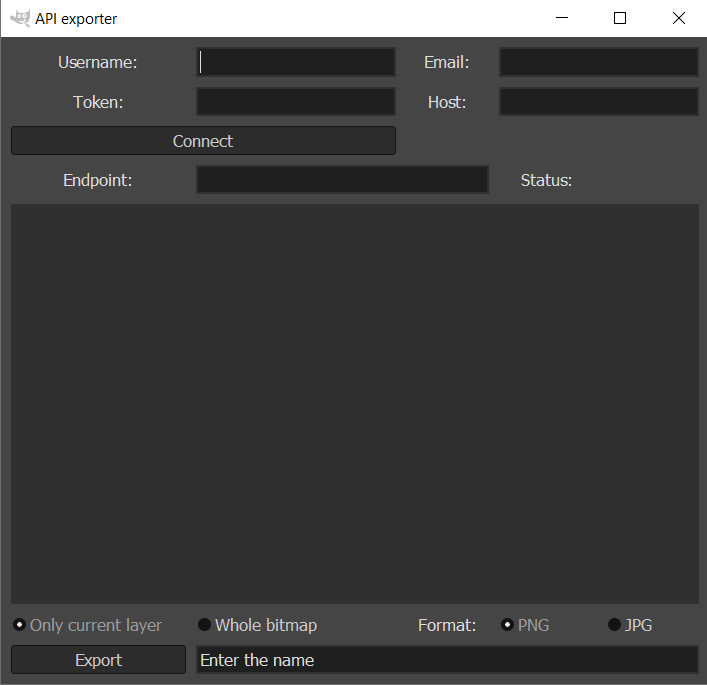 API exporter
Username: Email:
Token: Host:
Connect
Endpoint: Status:
Only current layer Whole bitmap Format: PNG JPG
Export Enter the name